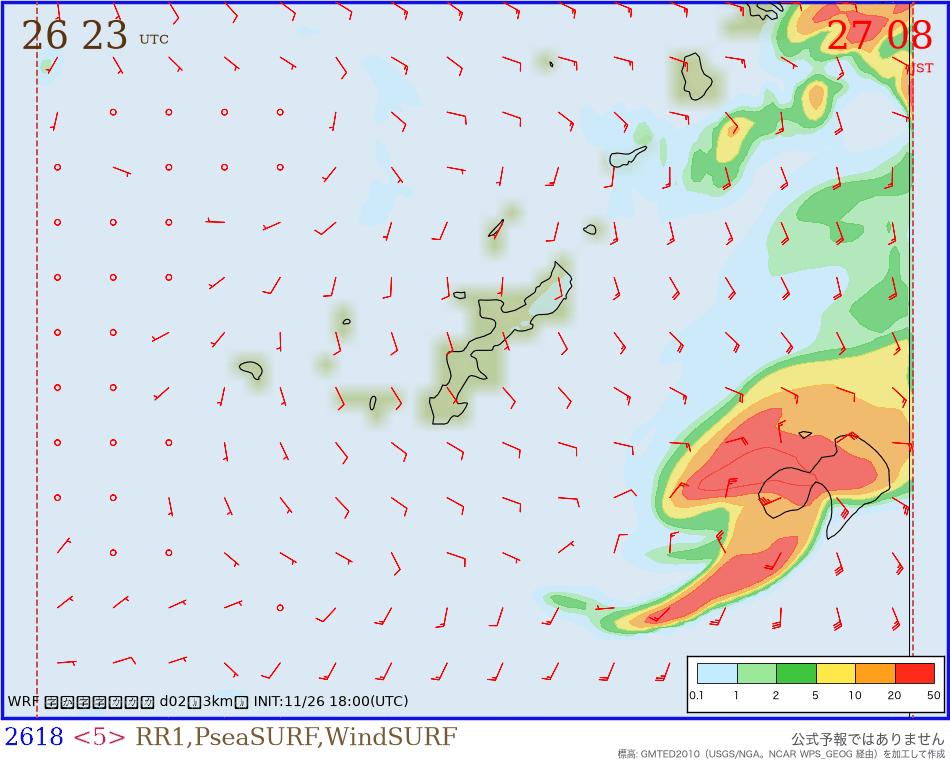 26 23 UTC
27 08
JST
WRF d02 3km INIT:11/26 18:00(UTC)
0.1 1 2 5 10 20 50
2618 <5> RR1,PseaSURF,WindSURF
公式予報ではありません
標高: GMTED2010（USGS/NGA。NCAR WPS_GEOG 経由）を加工して作成